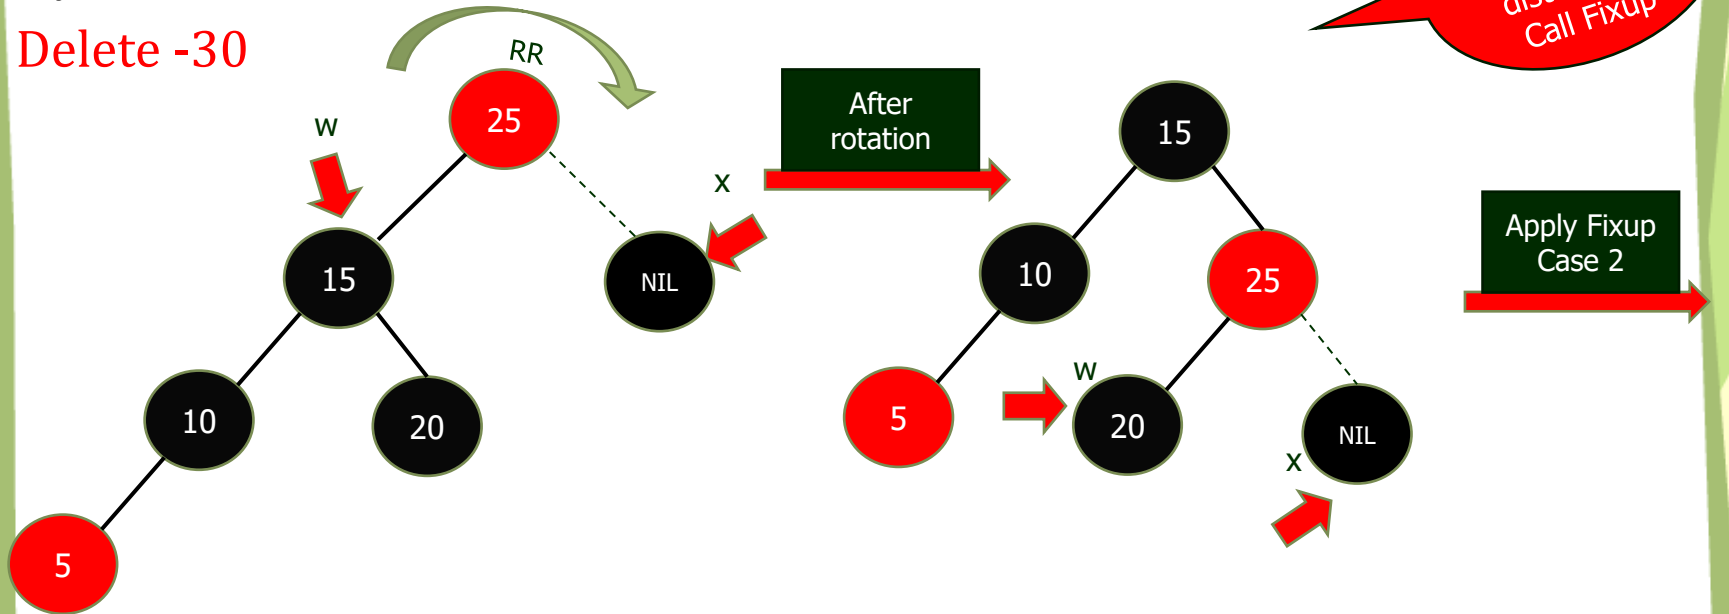 Call Fixup
Delete -30
RR
25
w
15
NIL
x
10
20
5
After
rotation
15
10
25
5
w
20
NIL
x
Apply Fixup
Case 2